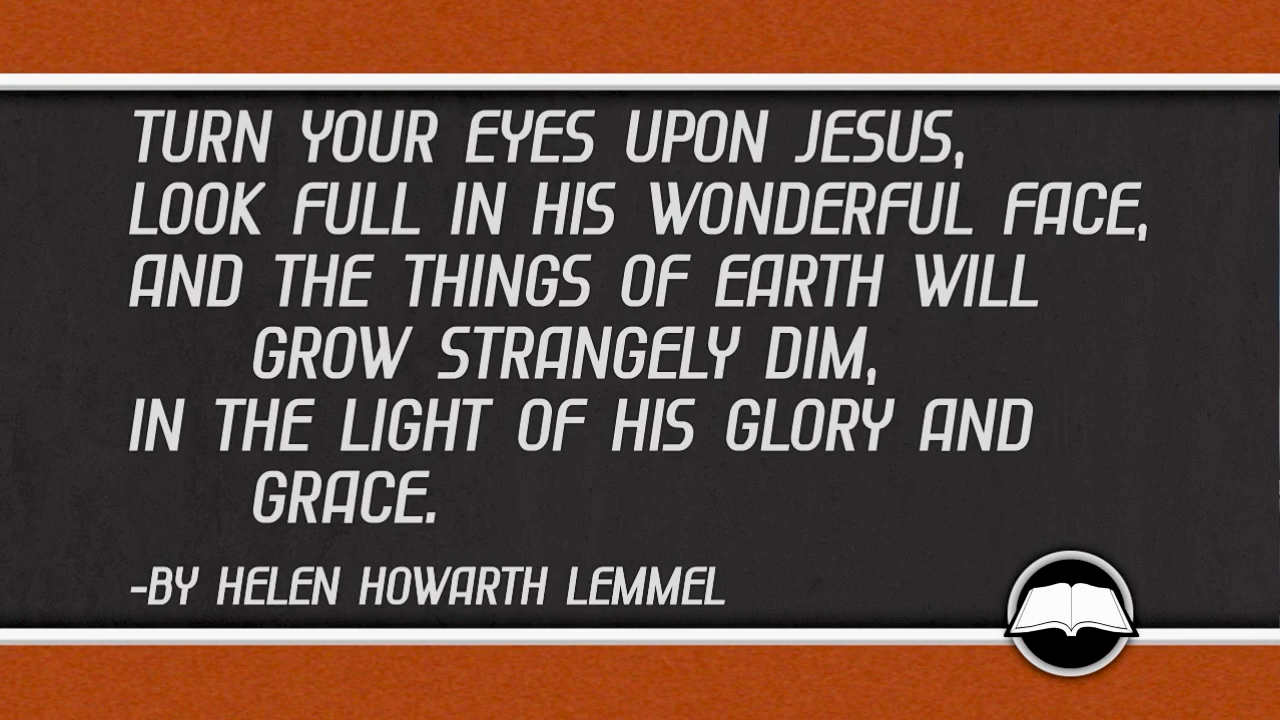 TURN YOUR EYES UPON JESUS,
LOOK FULL IN HIS WONDERFUL FACE,
AND THE THINGS OF EARTH WILL
GROW STRANGELY DIM,
IN THE LIGHT OF HIS GLORY AND
GRACE.
-BY HELEN HOWARTH LEMMEL